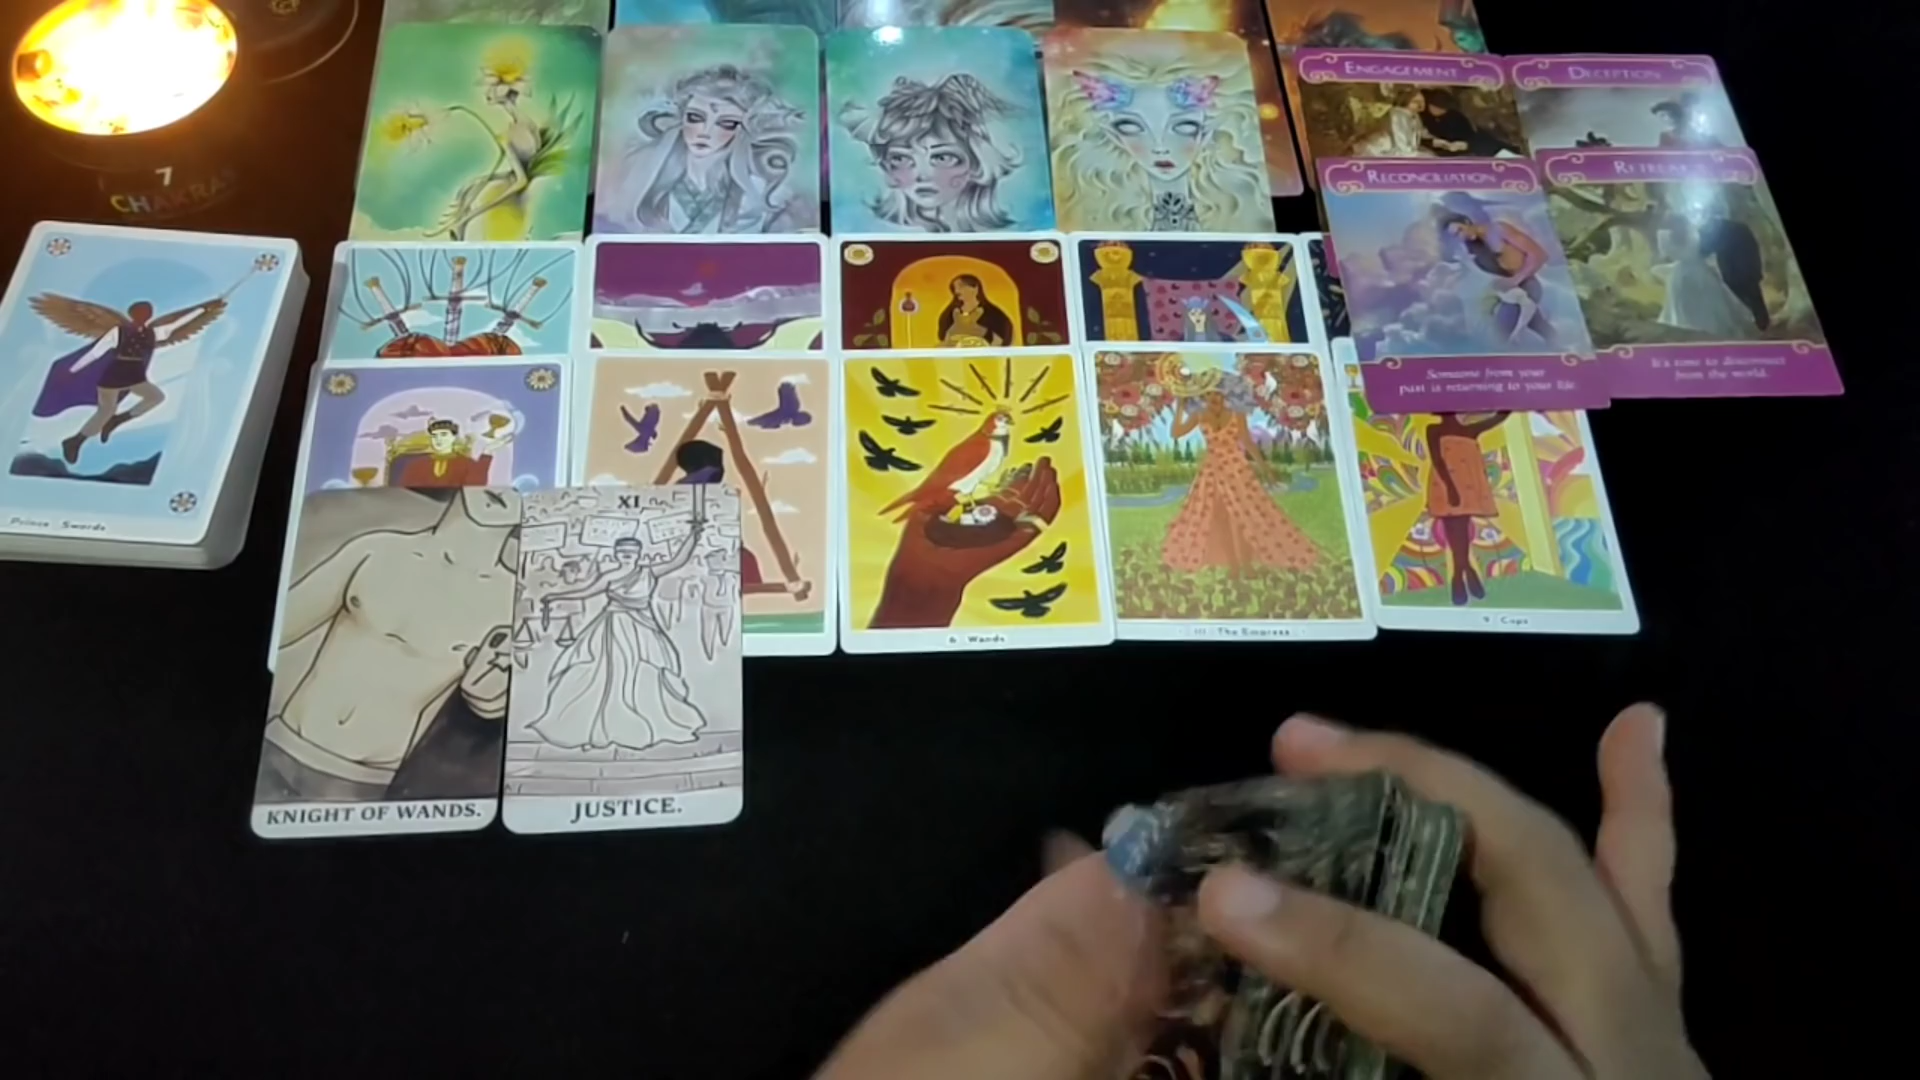 7
CHAKRA
ENGAGEMENT
DECEPTION
RECONCILIATION
Someone from your
past is returning to your life.
It's time to disconnect
from the world.
Prince Swords
6 Wands
III The Empress
9 Cups
KNIGHT OF WANDS.
XI
JUSTICE.